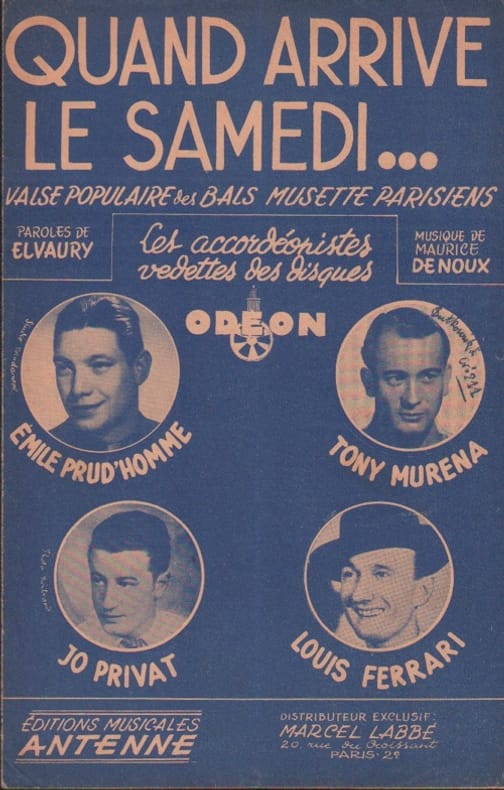 QUAND ARRIVE
LE SAMEDI...
VALSE POPULAIRE des BALS MUSETTE PARISIENS
PAROLES DE
ELVAURY
Les accordéonistes
vedettes des disques
MUSIQUE DE
MAURICE
DENOUX
ODEON
ÉMILE PRUD'HOMME
TONY MURENA
JO PRIVAT
LOUIS FERRARI
ÉDITIONS MUSICALES
ANTENNE
DISTRIBUTEUR EXCLUSIF:
MARCEL LABBÉ
20, rue du Croissant
PARIS-2e